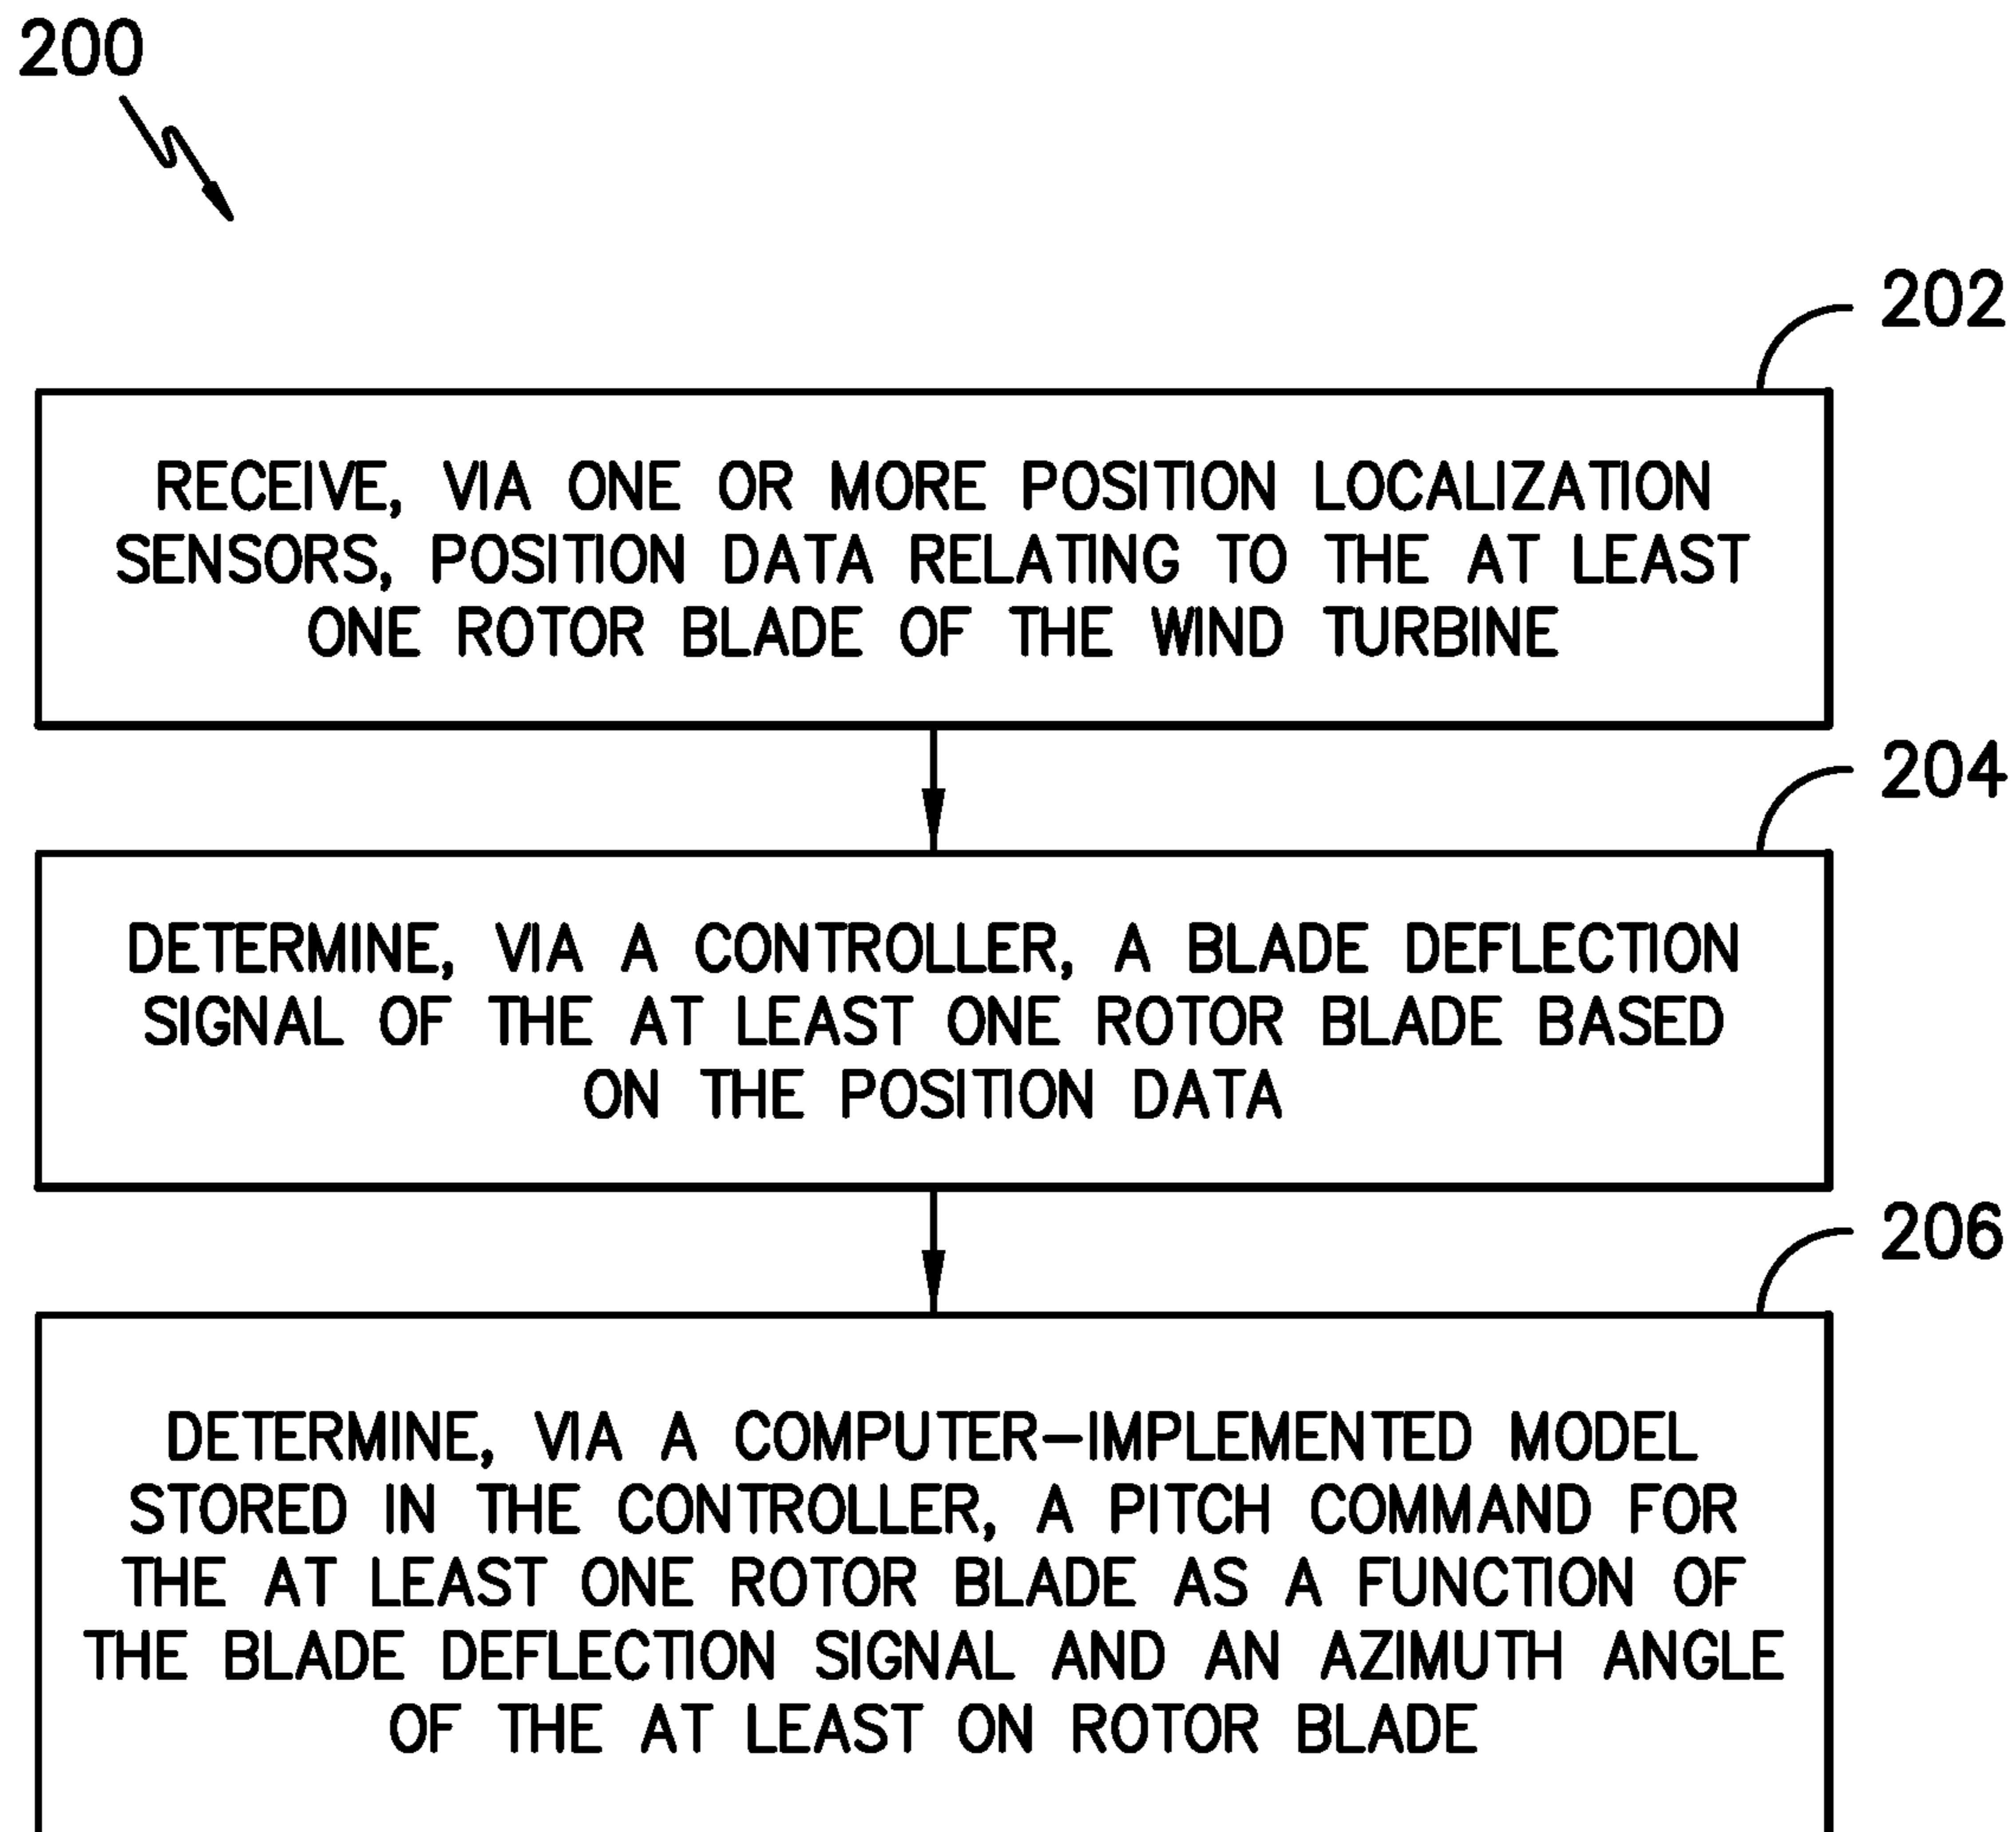 200
202
RECEIVE, VIA ONE OR MORE POSITION LOCALIZATION
SENSORS, POSITION DATA RELATING TO THE AT LEAST
ONE ROTOR BLADE OF THE WIND TURBINE
204
DETERMINE, VIA A CONTROLLER, A BLADE DEFLECTION
SIGNAL OF THE AT LEAST ONE ROTOR BLADE BASED
ON THE POSITION DATA
206
DETERMINE, VIA A COMPUTER-IMPLEMENTED MODEL
STORED IN THE CONTROLLER, A PITCH COMMAND FOR
THE AT LEAST ONE ROTOR BLADE AS A FUNCTION OF
THE BLADE DEFLECTION SIGNAL AND AN AZIMUTH ANGLE
OF THE AT LEAST ON ROTOR BLADE